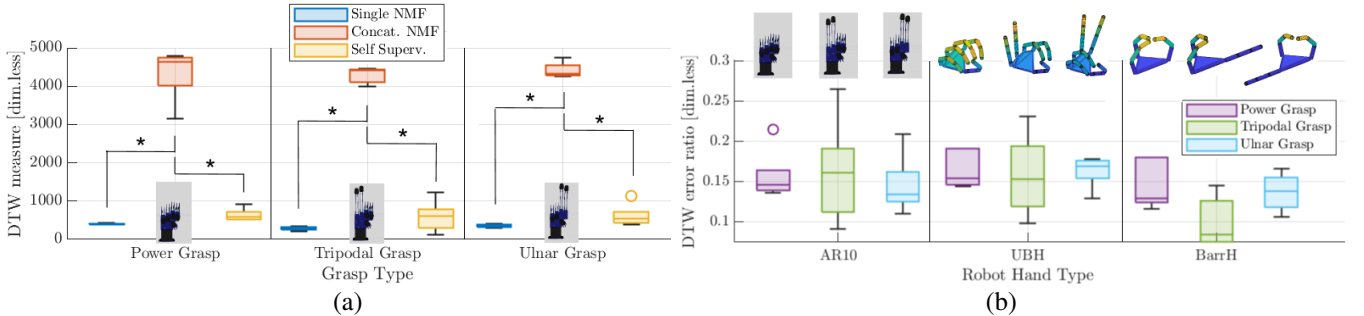 Single NMF
Concat. NMF
Self Superv.
DTW measure [dim.less]
5000
4000
3000
2000
1000
500
0
*
*
*
*
*
*
Power Grasp
Tripodal Grasp
Ulnar Grasp
Grasp Type
(a)
DTW error ratio [dim.less]
0.3
0.25
0.2
0.15
0.1
Power Grasp
Tripodal Grasp
Ulnar Grasp
AR10
UBH
BarrH
Robot Hand Type
(b)